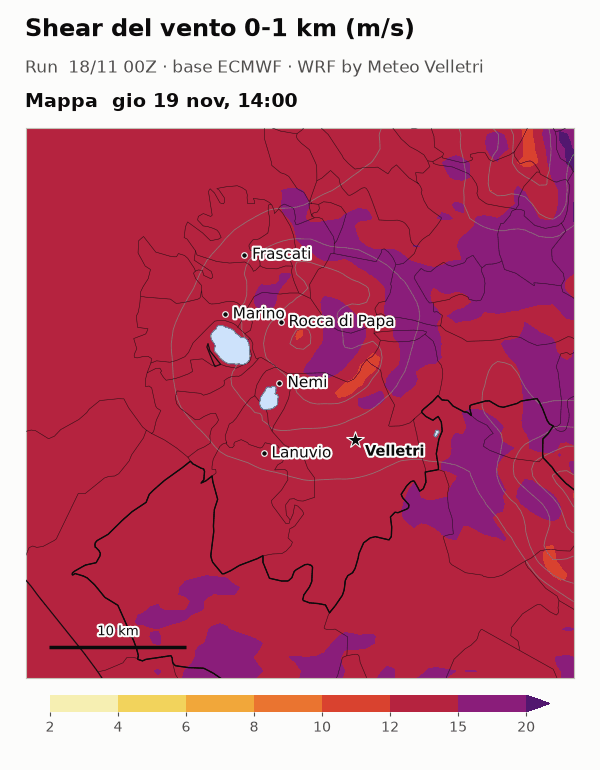 Shear del vento 0-1 km (m/s)
Run  18/11 00Z · base ECMWF · WRF by Meteo Velletri
Mappa  gio 19 nov, 14:00
Frascati
Marino
Rocca di Papa
Nemi
Velletri
Lanuvio
10 km
2 4 6 8 10 12 15 20